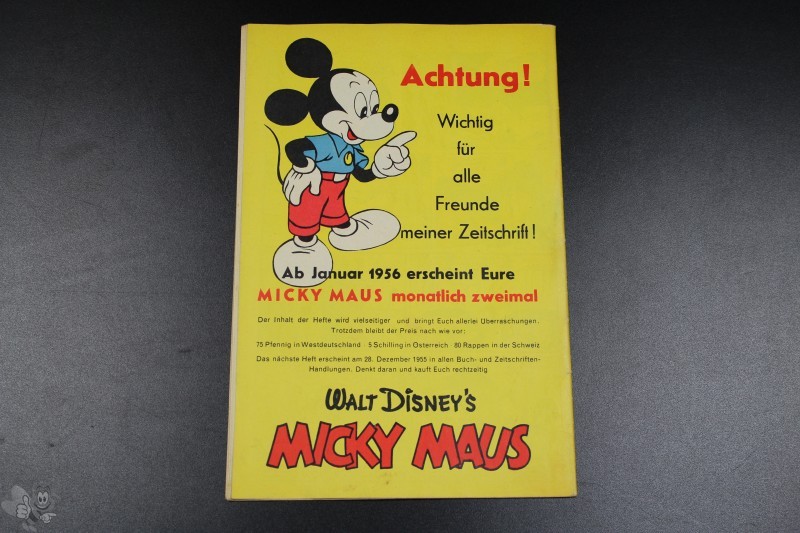 Achtung!
Wichtig
für
alle
Freunde
meiner Zeitschrift!
Ab Januar 1956 erscheint Eure
MICKY MAUS monatlich zweimal
Der Inhalt der Hefte wird vielseitiger und bringt Euch allerlei Überraschungen.
Trotzdem bleibt der Preis nach wie vor:
75 Pfennig in Westdeutschland 5 Schilling in Österreich 80 Rappen in der Schweiz
Das nächste Heft erscheint am 28. Dezember 1955 in allen Buch- und Zeitschriften-
Handlungen. Denkt daran und kauft Euch rechtzeitig
WALT DISNEY'S
MICKY MAUS